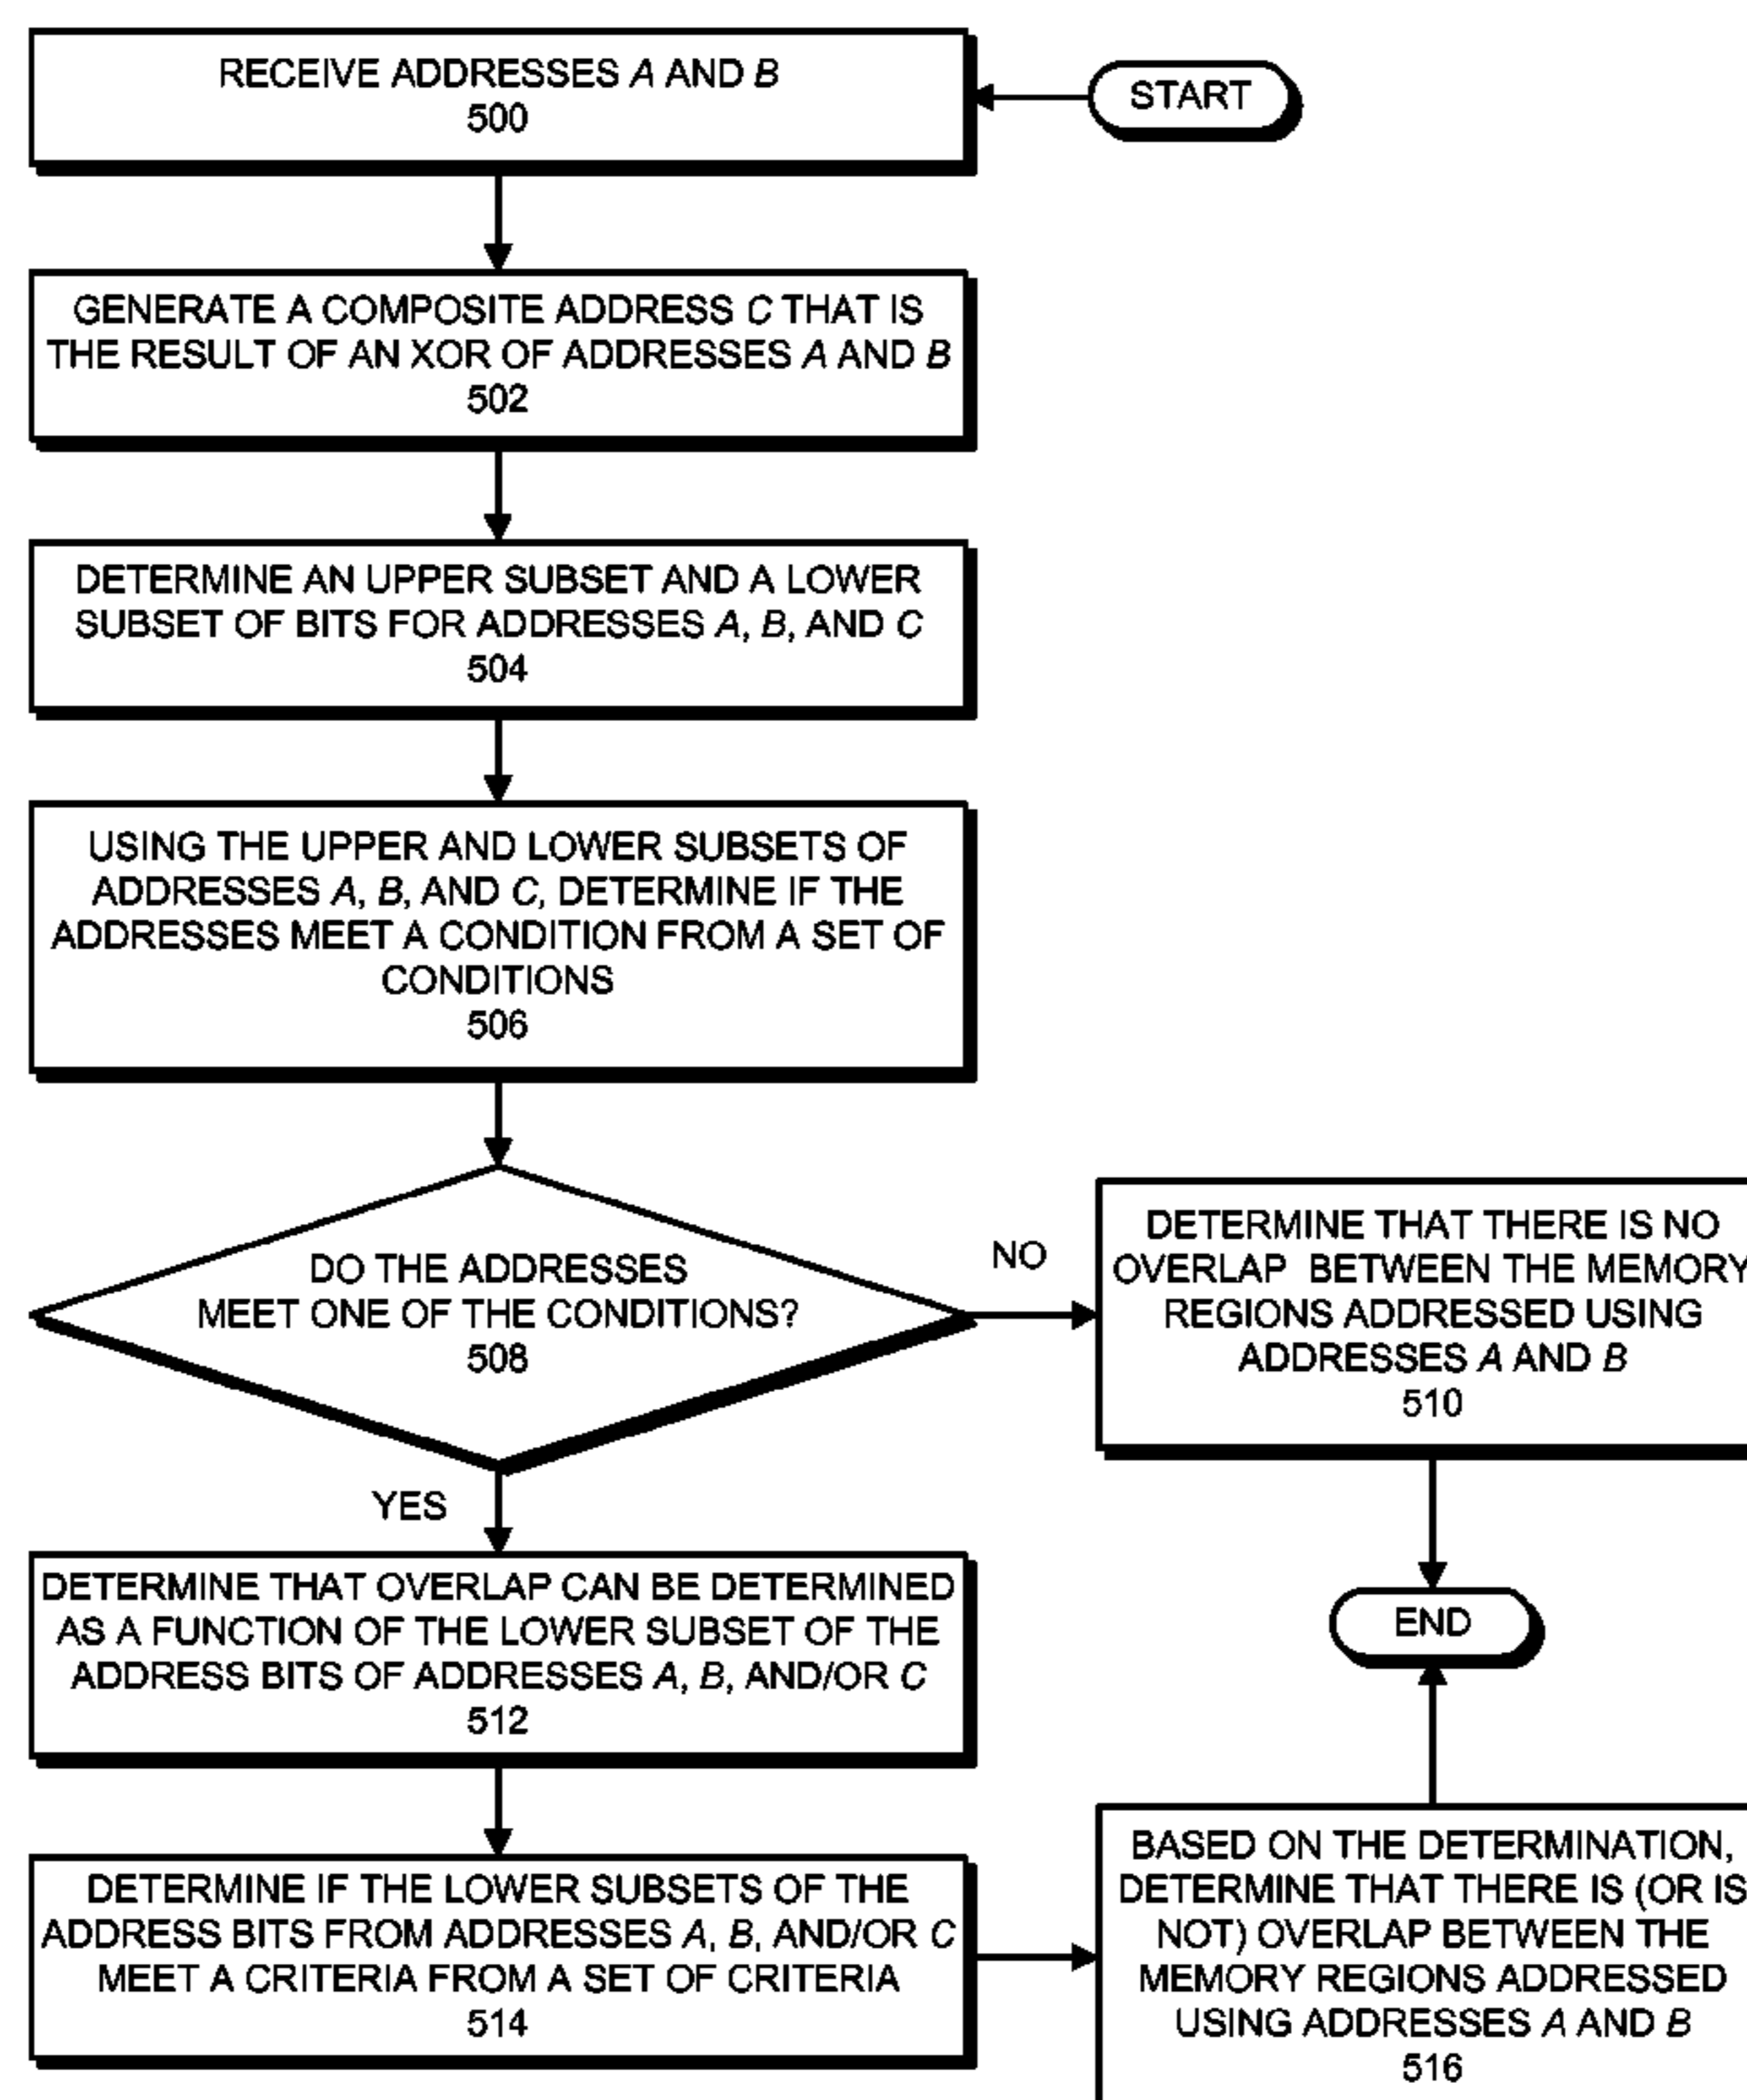 RECEIVE ADDRESSES A AND B
500
START
GENERATE A COMPOSITE ADDRESS C THAT IS
THE RESULT OF AN XOR OF ADDRESSES A AND B
502
DETERMINE AN UPPER SUBSET AND A LOWER
SUBSET OF BITS FOR ADDRESSES A, B, AND C
504
USING THE UPPER AND LOWER SUBSETS OF
ADDRESSES A, B, AND C, DETERMINE IF THE
ADDRESSES MEET A CONDITION FROM A SET OF
CONDITIONS
506
DO THE ADDRESSES
MEET ONE OF THE CONDITIONS?
508
NO
DETERMINE THAT THERE IS NO
OVERLAP BETWEEN THE MEMORY
REGIONS ADDRESSED USING
ADDRESSES A AND B
510
YES
DETERMINE THAT OVERLAP CAN BE DETERMINED
AS A FUNCTION OF THE LOWER SUBSET OF THE
ADDRESS BITS OF ADDRESSES A, B, AND/OR C
512
END
DETERMINE IF THE LOWER SUBSETS OF THE
ADDRESS BITS FROM ADDRESSES A, B, AND/OR C
MEET A CRITERIA FROM A SET OF CRITERIA
514
BASED ON THE DETERMINATION,
DETERMINE THAT THERE IS (OR IS
NOT) OVERLAP BETWEEN THE
MEMORY REGIONS ADDRESSED
USING ADDRESSES A AND B
516